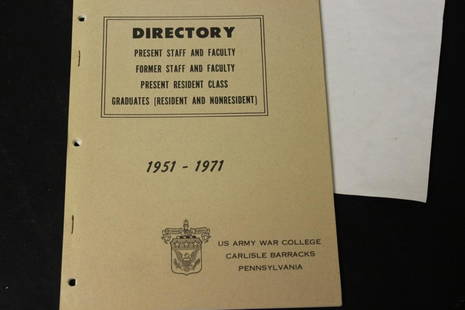 DIRECTORY
PRESENT STAFF AND FACULTY
FORMER STAFF AND FACULTY
PRESENT RESIDENT CLASS
GRADUATES (RESIDENT AND NONRESIDENT)
1951 - 1971
US ARMY WAR COLLEGE
CARLISLE BARRACKS
PENNSYLVANIA